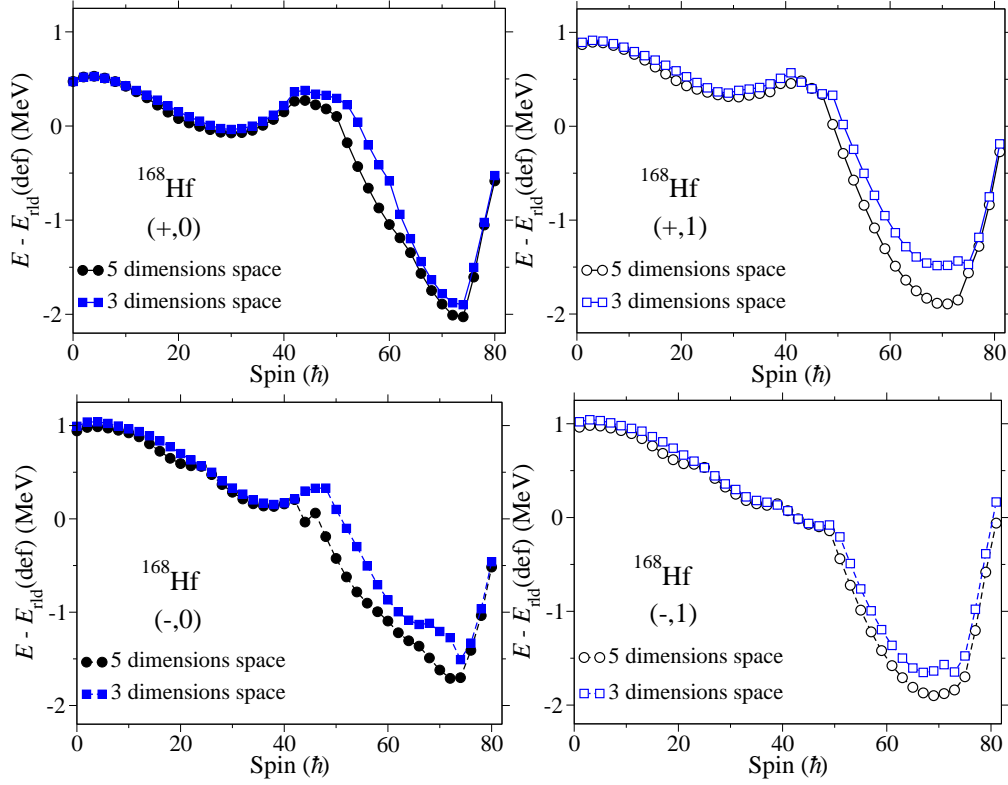 1
0
-1
-2
E - E_rld(def) (MeV)
¹⁶⁸Hf
(+,0)
5 dimensions space
3 dimensions space
0 20 40 60 80
Spin (ℏ)
1
0
-1
-2
E - E_rld(def) (MeV)
¹⁶⁸Hf
(+,1)
5 dimensions space
3 dimensions space
0 20 40 60 80
Spin (ℏ)
1
0
-1
-2
E - E_rld(def) (MeV)
¹⁶⁸Hf
(-,0)
5 dimensions space
3 dimensions space
0 20 40 60 80
Spin (ℏ)
1
0
-1
-2
E - E_rld(def) (MeV)
¹⁶⁸Hf
(-,1)
5 dimensions space
3 dimensions space
0 20 40 60 80
Spin (ℏ)